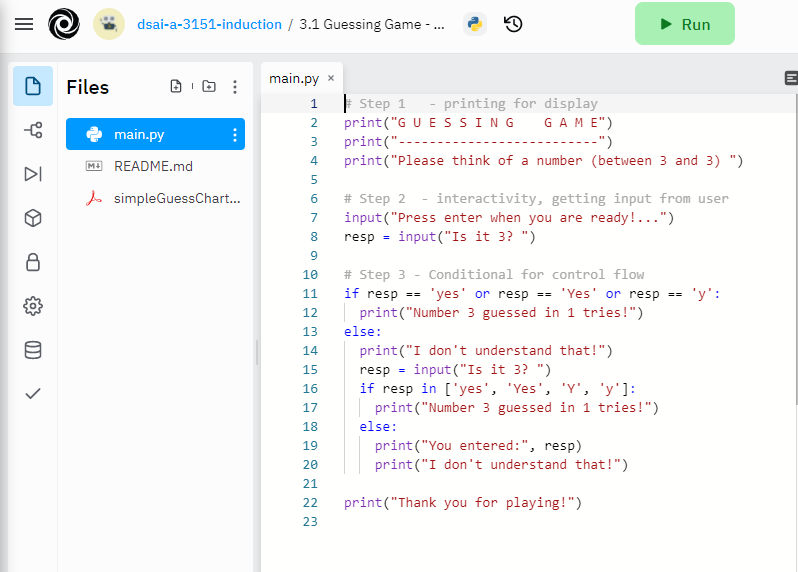 dsai-a-3151-induction / 3.1 Guessing Game - ...
Run
Files
main.py
README.md
simpleGuessChart...
main.py ×
1 # Step 1   - printing for display
2 print("G U E S S I N G    G A M E")
3 print("--------------------------")
4 print("Please think of a number (between 3 and 3) ")
5
6 # Step 2  - interactivity, getting input from user
7 input("Press enter when you are ready!...")
8 resp = input("Is it 3? ")
9
10 # Step 3 - Conditional for control flow
11 if resp == 'yes' or resp == 'Yes' or resp == 'y':
12   print("Number 3 guessed in 1 tries!")
13 else:
14   print("I don't understand that!")
15   resp = input("Is it 3? ")
16   if resp in ['yes', 'Yes', 'Y', 'y']:
17     print("Number 3 guessed in 1 tries!")
18   else:
19     print("You entered:", resp)
20     print("I don't understand that!")
21
22 print("Thank you for playing!")
23